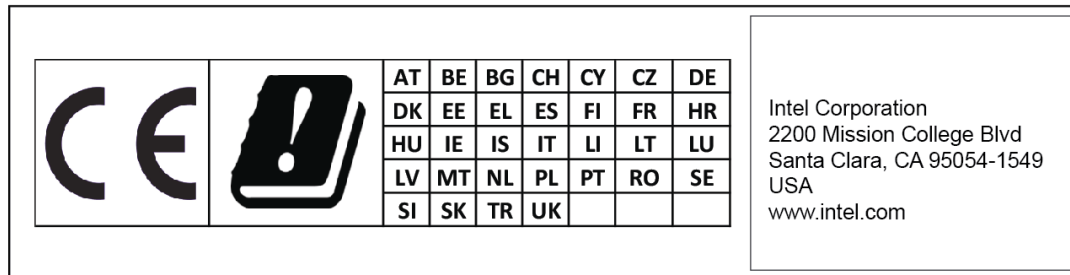 CE
AT BE BG CH CY CZ DE
DK EE EL ES FI FR HR
HU IE IS IT LI LT LU
LV MT NL PL PT RO SE
SI SK TR UK
Intel Corporation
2200 Mission College Blvd
Santa Clara, CA 95054-1549
USA
www.intel.com